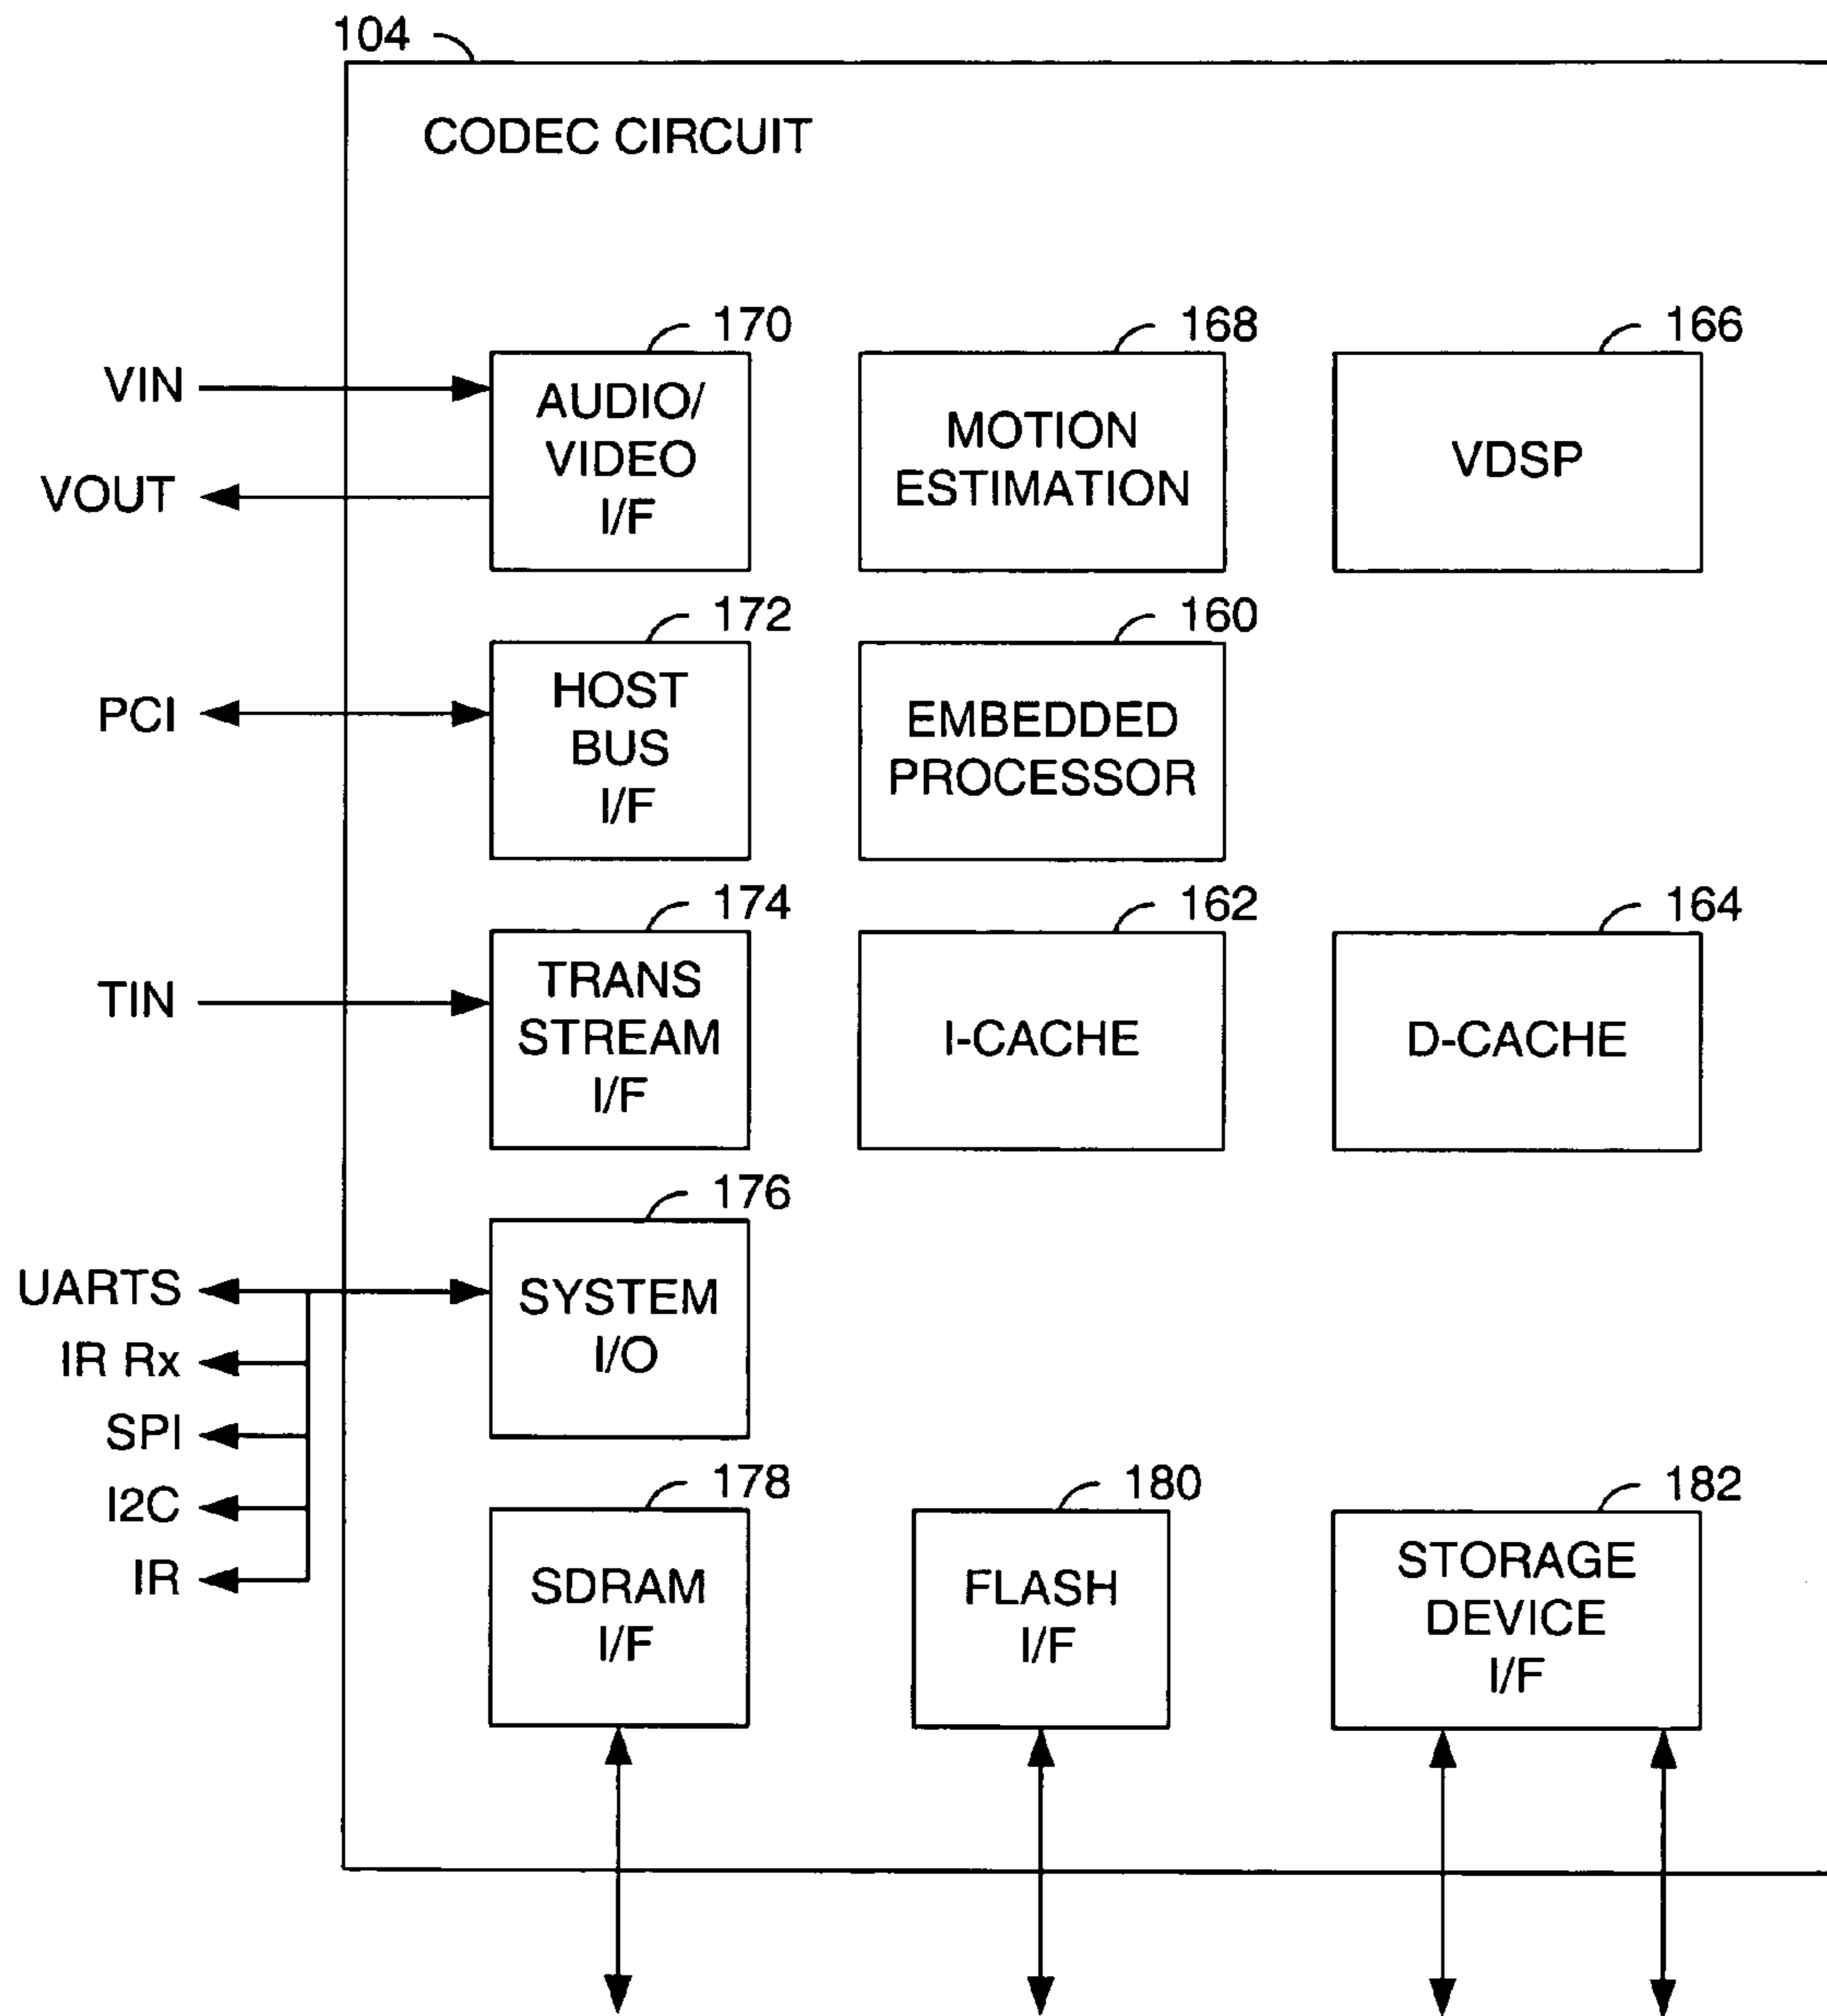 104
CODEC CIRCUIT
170
168
166
VIN
VOUT
AUDIO/
VIDEO
I/F
MOTION
ESTIMATION
VDSP
172
160
PCI
HOST
BUS
I/F
EMBEDDED
PROCESSOR
174
162
164
TIN
TRANS
STREAM
I/F
I-CACHE
D-CACHE
176
UARTS
IR Rx
SPI
I2C
IR
SYSTEM
I/O
178
180
182
SDRAM
I/F
FLASH
I/F
STORAGE
DEVICE
I/F